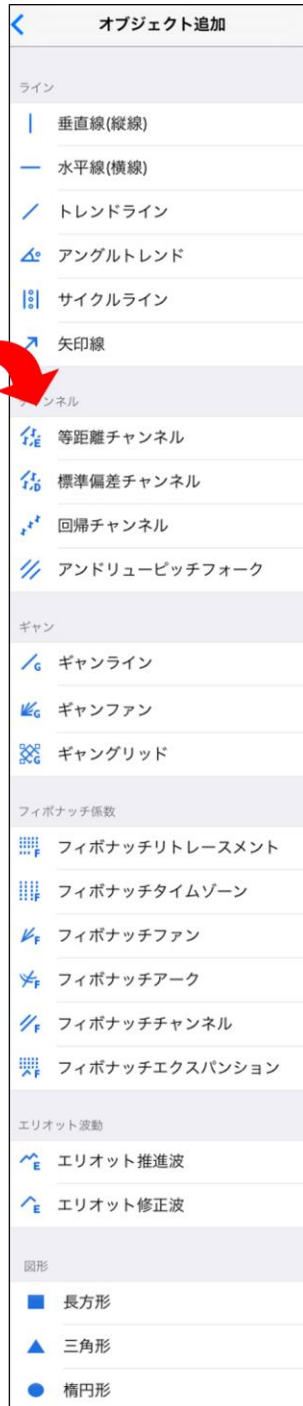 オブジェクト追加
ライン
垂直線(縦線)
水平線(横線)
トレンドライン
アングルトレンド
サイクルライン
矢印線
ンネル
等距離チャンネル
標準偏差チャンネル
回帰チャンネル
アンドリューピッチフォーク
ギャン
ギャンライン
ギャンファン
ギャングリッド
フィボナッチ係数
フィボナッチリトレースメント
フィボナッチタイムゾーン
フィボナッチファン
フィボナッチアーク
フィボナッチチャンネル
フィボナッチエクスパンション
エリオット波動
エリオット推進波
エリオット修正波
図形
長方形
三角形
楕円形